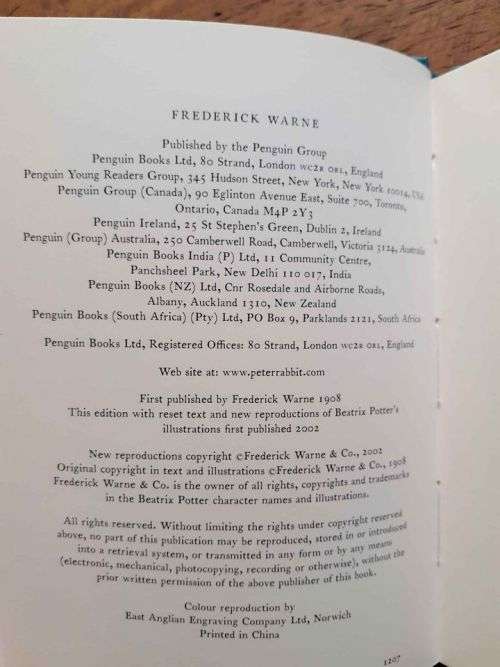 FREDERICK WARNE
Published by the Penguin Group
Penguin Books Ltd, 80 Strand, London WC2R 0RL, England
Penguin Young Readers Group, 345 Hudson Street, New York, New York 10014, USA
Penguin Group (Canada), 90 Eglinton Avenue East, Suite 700, Toronto,
Ontario, Canada M4P 2Y3
Penguin Ireland, 25 St Stephen's Green, Dublin 2, Ireland
Penguin (Group) Australia, 250 Camberwell Road, Camberwell, Victoria 3124, Australia
Penguin Books India (P) Ltd, 11 Community Centre,
Panchsheel Park, New Delhi 110 017, India
Penguin Books (NZ) Ltd, Cnr Rosedale and Airborne Roads,
Albany, Auckland 1310, New Zealand
Penguin Books (South Africa) (Pty) Ltd, PO Box 9, Parklands 2121, South Africa
Penguin Books Ltd, Registered Offices: 80 Strand, London WC2R 0RL, England
Web site at: www.peterrabbit.com
First published by Frederick Warne 1908
This edition with reset text and new reproductions of Beatrix Potter's
illustrations first published 2002
New reproductions copyright ©Frederick Warne & Co., 2002
Original copyright in text and illustrations ©Frederick Warne & Co., 1908
Frederick Warne & Co. is the owner of all rights, copyrights and trademarks
in the Beatrix Potter character names and illustrations.
All rights reserved. Without limiting the rights under copyright reserved
above, no part of this publication may be reproduced, stored in or introduced
into a retrieval system, or transmitted in any form or by any means
(electronic, mechanical, photocopying, recording or otherwise), without the
prior written permission of the above publisher of this book.
Colour reproduction by
East Anglian Engraving Company Ltd, Norwich
Printed in China
1207